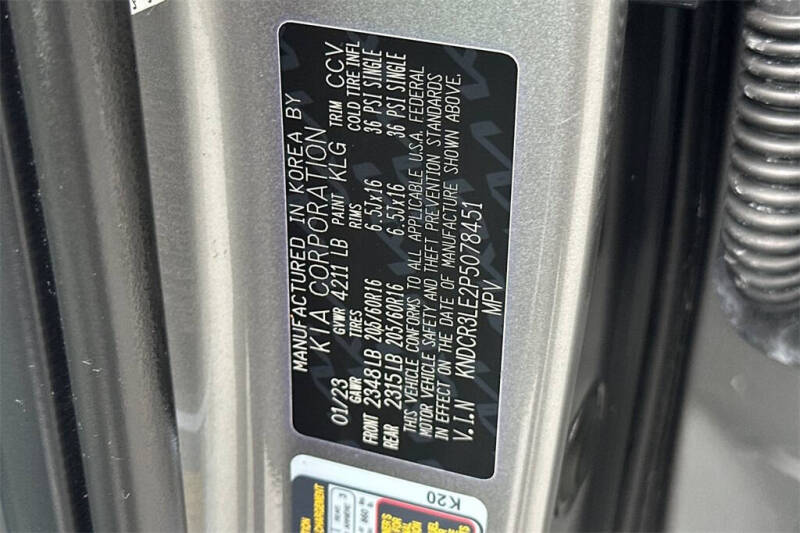 MANUFACTURED IN KOREA BY
KIA CORPORATION
01/23 GVWR 4211 LB PAINT KLG TRIM CCV
GAWR TIRES RIMS COLD TIRE INFL
FRONT 2348 LB 205/60R16 6.5Jx16 36 PSI SINGLE
REAR 2315 LB 205/60R16 6.5Jx16 36 PSI SINGLE
THIS VEHICLE CONFORMS TO ALL APPLICABLE U.S.A. FEDERAL
MOTOR VEHICLE SAFETY AND THEFT PREVENTION STANDARDS
IN EFFECT ON THE DATE OF MANUFACTURE SHOWN ABOVE.
V.I.N KNDCR3LE2P5078451
MPV
K20